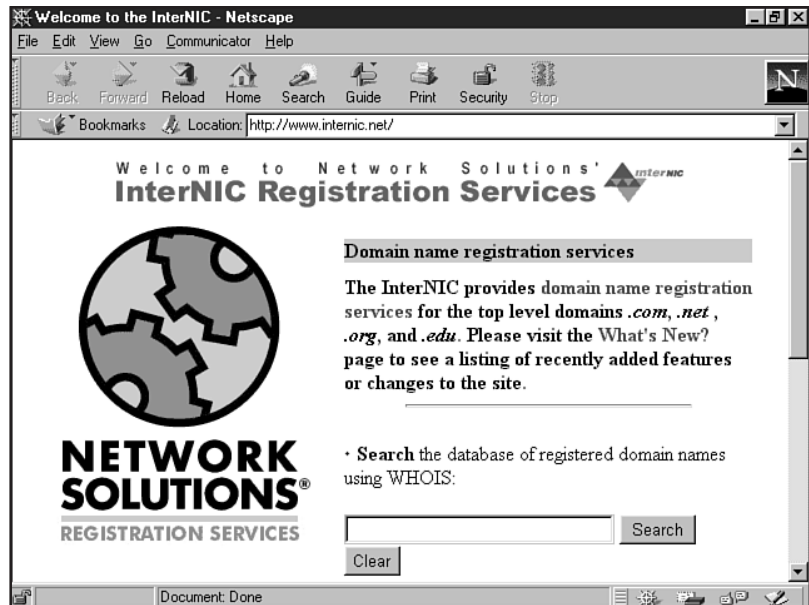 Welcome to the InterNIC - Netscape
File Edit View Go Communicator Help
Back Forward Reload Home Search Guide Print Security Stop
N
Bookmarks Location: http://www.internic.net/
Welcome to Network Solutions'
InterNIC Registration Services
InterNIC
Domain name registration services
The InterNIC provides domain name registration
services for the top level domains .com, .net ,
.org, and .edu. Please visit the What's New?
page to see a listing of recently added features
or changes to the site.
NETWORK
SOLUTIONS®
REGISTRATION SERVICES
• Search the database of registered domain names
using WHOIS:
Search
Clear
Document: Done